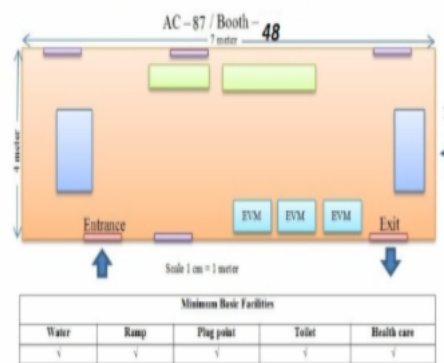 AC – 87 / Booth – 48
7 meter
4 meter
EVM EVM EVM
Entrance
Exit
Scale 1 cm = 1 meter
Minimum Basic Facilities
Water Ramp Plug point Toilet Health care
√ √ √ √ √